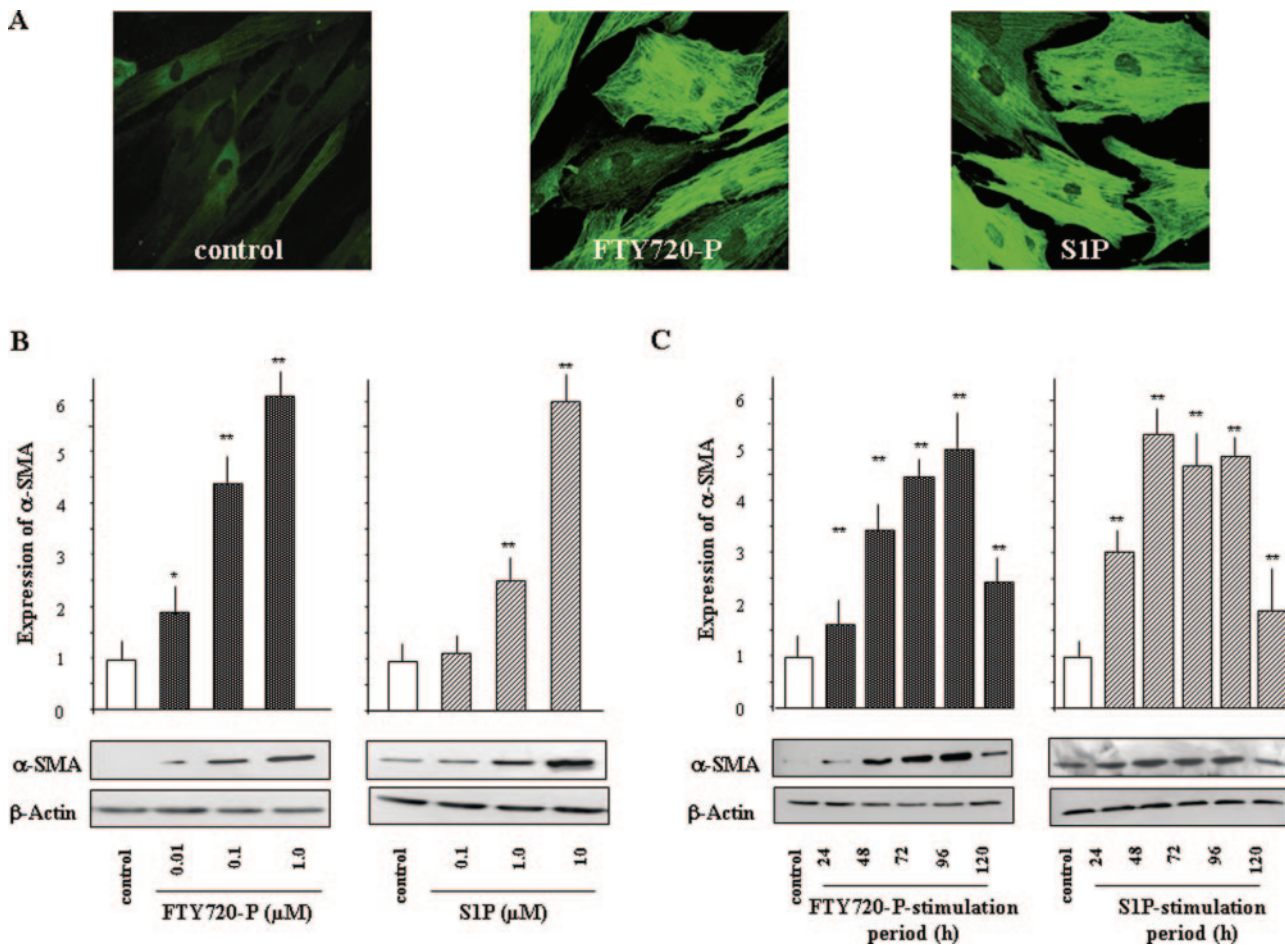 A
control
FTY720-P
S1P
B
Expression of α-SMA
6
5
4
3
2
1
0
*
**
**
**
**
α-SMA
β-Actin
control
0.01
0.1
1.0
FTY720-P (μM)
control
0.1
1.0
10
S1P (μM)
C
Expression of α-SMA
6
5
4
3
2
1
0
**
**
**
**
**
**
**
**
**
**
α-SMA
β-Actin
control
24
48
72
96
120
FTY720-P-stimulation
period (h)
control
24
48
72
96
120
S1P-stimulation
period (h)